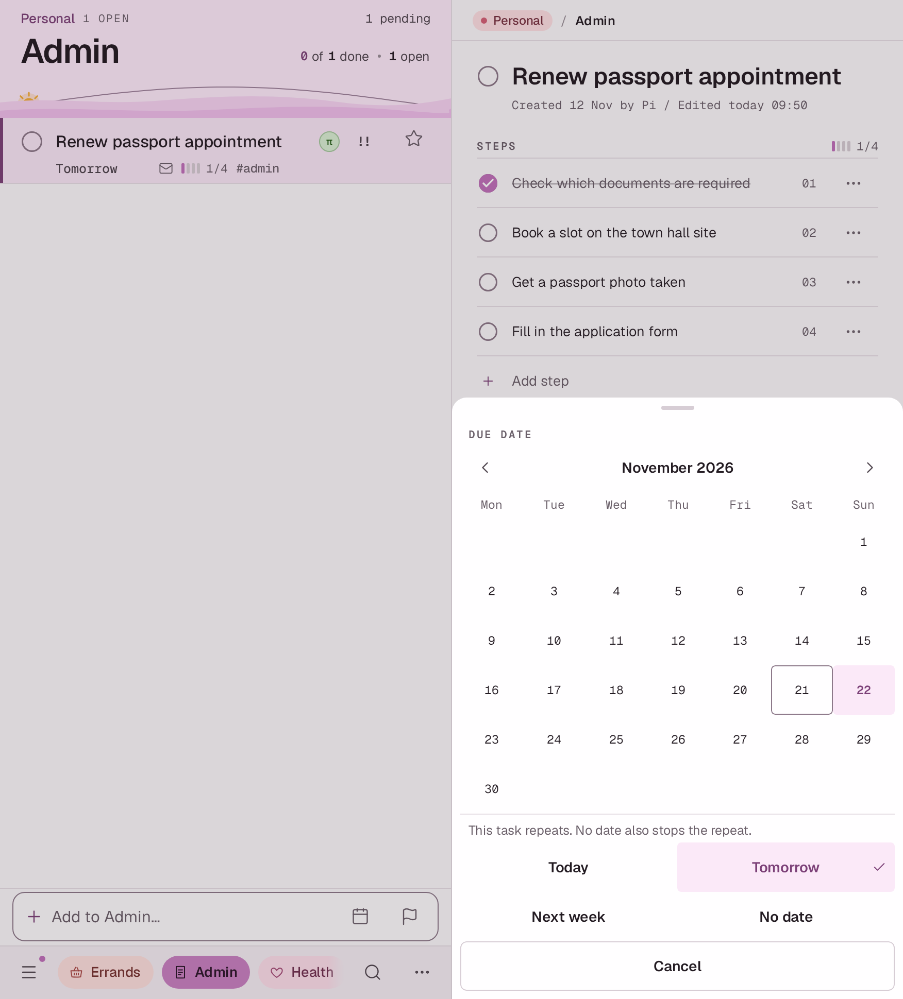 Personal 1 OPEN
1 pending
Admin
0 of 1 done • 1 open
Renew passport appointment
π
!!
Tomorrow
1/4 #admin
Add to Admin…
Errands
Admin
Health
Personal / Admin
Renew passport appointment
Created 12 Nov by Pi / Edited today 09:50
STEPS
1/4
Check which documents are required 01
Book a slot on the town hall site 02
Get a passport photo taken 03
Fill in the application form 04
+ Add step
DUE DATE
November 2026
Mon Tue Wed Thu Fri Sat Sun
1
2 3 4 5 6 7 8
9 10 11 12 13 14 15
16 17 18 19 20 21 22
23 24 25 26 27 28 29
30
This task repeats. No date also stops the repeat.
Today Tomorrow
Next week No date
Cancel